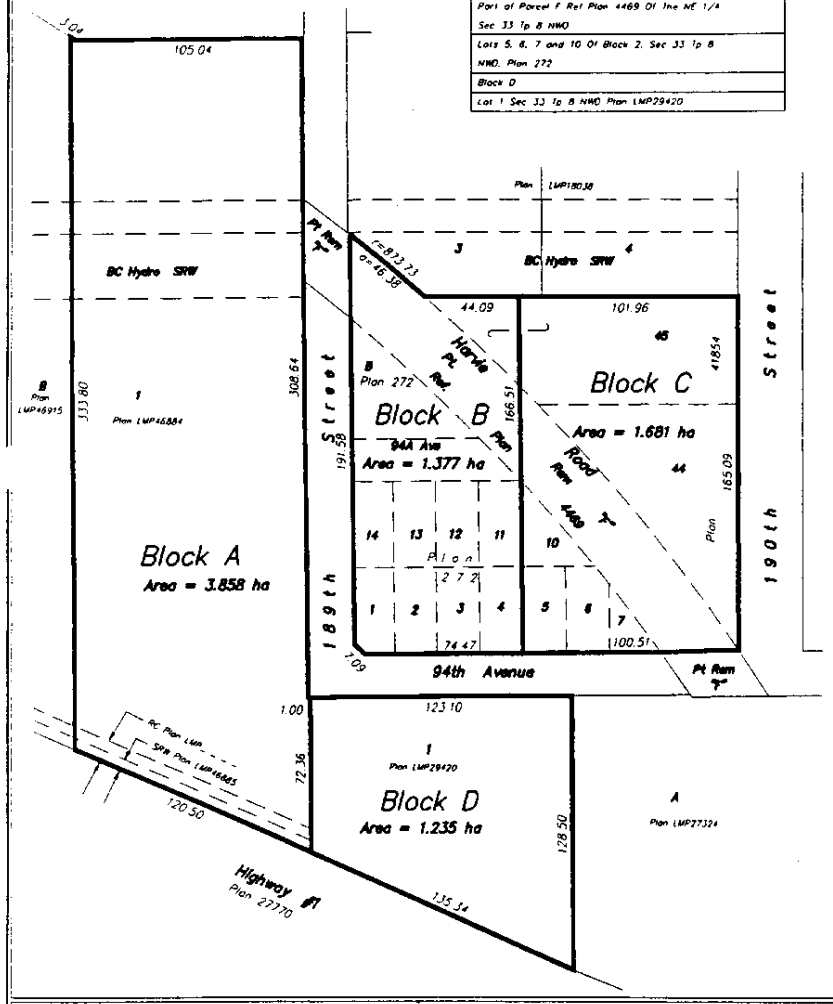 Part of Parcel F Ref Plan 4469 Of The NE 1/4
Sec 33 Tp 8 NWD
Lots 5, 6, 7 and 10 Of Block 2, Sec 33 Tp 8
NWD, Plan 272
Block D
Lot 1 Sec 33 Tp 8 NWD Plan LMP29420
3.04
105.04
Plan LMP18038
Pt Rem
"F"
r=873.73
a=46.38
3
4
BC Hydro SRW
BC Hydro SRW
44.09
101.96
B
Plan
LMP46915
333.80
1
Plan LMP46884
308.64
189th Street
191.58
B
Plan 272
Block B
94A Ave
Area = 1.377 ha
Harvie Road
Pt. Ref. Plan 4469
Rem "F"
166.51
45
41854
Block C
Area = 1.681 ha
44
Plan
165.09
190th Street
14
13
12
11
10
Plan
272
1
2
3
4
5
6
7
74.47
100.51
7.09
94th Avenue
Pt Rem
"F"
Block A
Area = 3.858 ha
1.00
123.10
RC Plan LMP
SRW Plan LMP46885
72.36
1
Plan LMP29420
Block D
Area = 1.235 ha
128.50
A
Plan LMP27324
120.50
135.34
Highway #1
Plan 27770